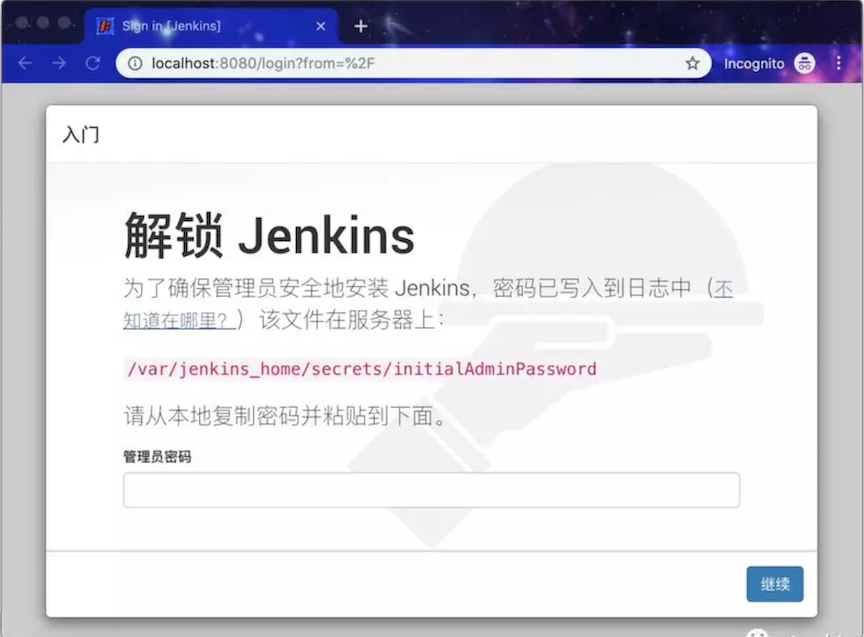 Sign in [Jenkins]
localhost:8080/login?from=%2F
Incognito
入门
解锁 Jenkins
为了确保管理员安全地安装 Jenkins，密码已写入到日志中（不
知道在哪里？）该文件在服务器上：
/var/jenkins_home/secrets/initialAdminPassword
请从本地复制密码并粘贴到下面。
管理员密码
继续